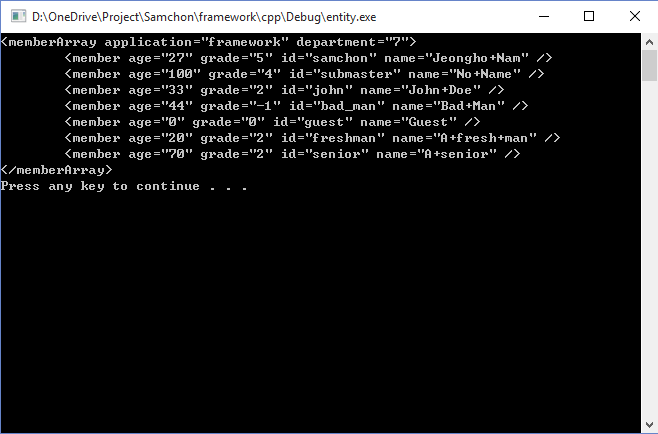 D:\OneDrive\Project\Samchon\framework\cpp\Debug\entity.exe
<memberArray application="framework" department="7">
<member age="27" grade="5" id="samchon" name="Jeongho+Nam" />
<member age="100" grade="4" id="submaster" name="No+Name" />
<member age="33" grade="2" id="john" name="John+Doe" />
<member age="44" grade="-1" id="bad_man" name="Bad+Man" />
<member age="0" grade="0" id="guest" name="Guest" />
<member age="20" grade="2" id="freshman" name="A+fresh+man" />
<member age="70" grade="2" id="senior" name="A+senior" />
</memberArray>
Press any key to continue . . .